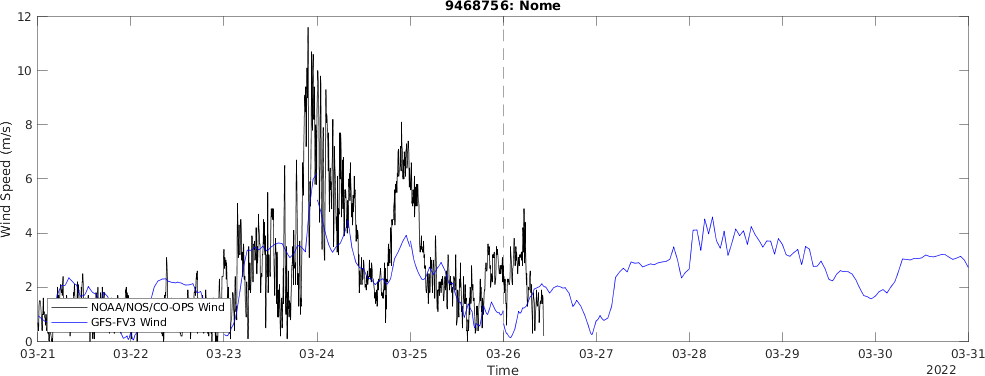 9468756: Nome
Wind Speed (m/s)
12
10
8
6
4
2
0
NOAA/NOS/CO-OPS Wind
GFS-FV3 Wind
03-21 03-22 03-23 03-24 03-25 03-26 03-27 03-28 03-29 03-30 03-31
Time
2022